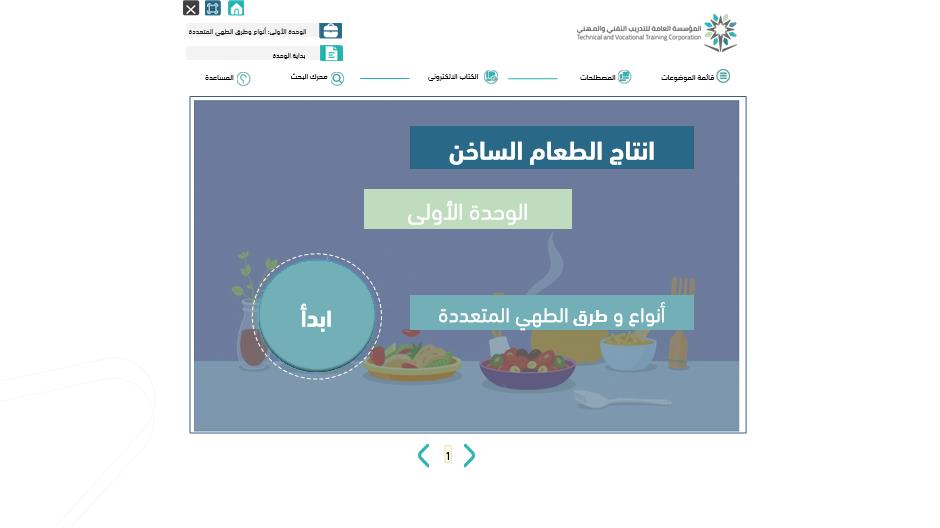 المؤسسة العامة للتدريب التقني والمهني
Technical and Vocational Training Corporation
الوحدة الأولى: أنواع وطرق الطهي المتعددة
بداية الوحدة
قائمة الموضوعات
المصطلحات
الكتاب الالكتروني
محرك البحث
المساعدة
انتاج الطعام الساخن
الوحدة الأولى
أنواع و طرق الطهي المتعددة
ابدأ
1